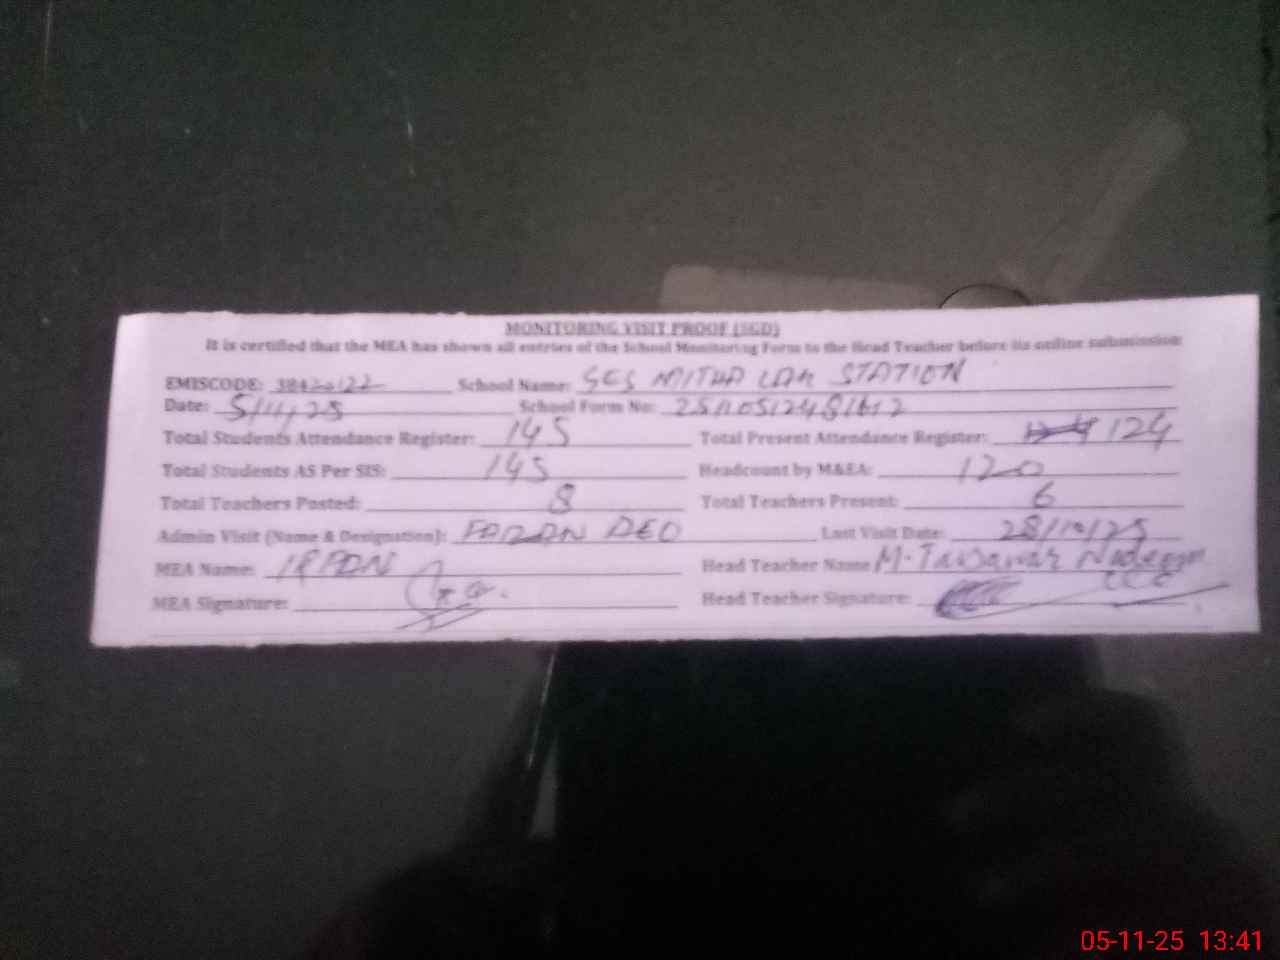 MONITORING VISIT PROOF (SGD)
It is certified that the MEA has shown all entries of the School Monitoring Form to the Head Teacher before its online submission
EMISCODE: 38420122 School Name: GES MITHA LAK STATION
Date: 5/11/25 School Form No:
Total Students Attendance Register: 145 Total Present Attendance Register: 124
Total Students AS Per SIS: 145 Headcount by M&EA: 120
Total Teachers Posted: 8 Total Teachers Present: 6
Admin Visit (Name & Designation): FARAN AEO Last Visit Date: 28/10/25
MEA Name: IRFAN Head Teacher Name M. Tasawar Nadeem
MEA Signature: Head Teacher Signature:
05-11-25 13:41